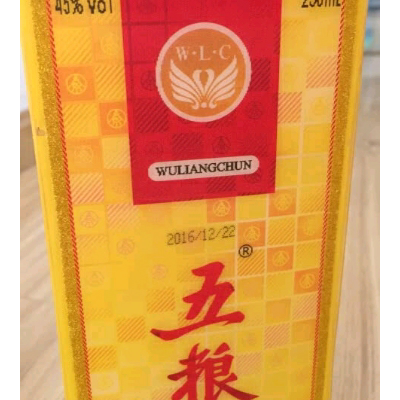 45%VOl 250mL
W·L·C
WULIANGCHUN
2016/12/22
®
五
粮